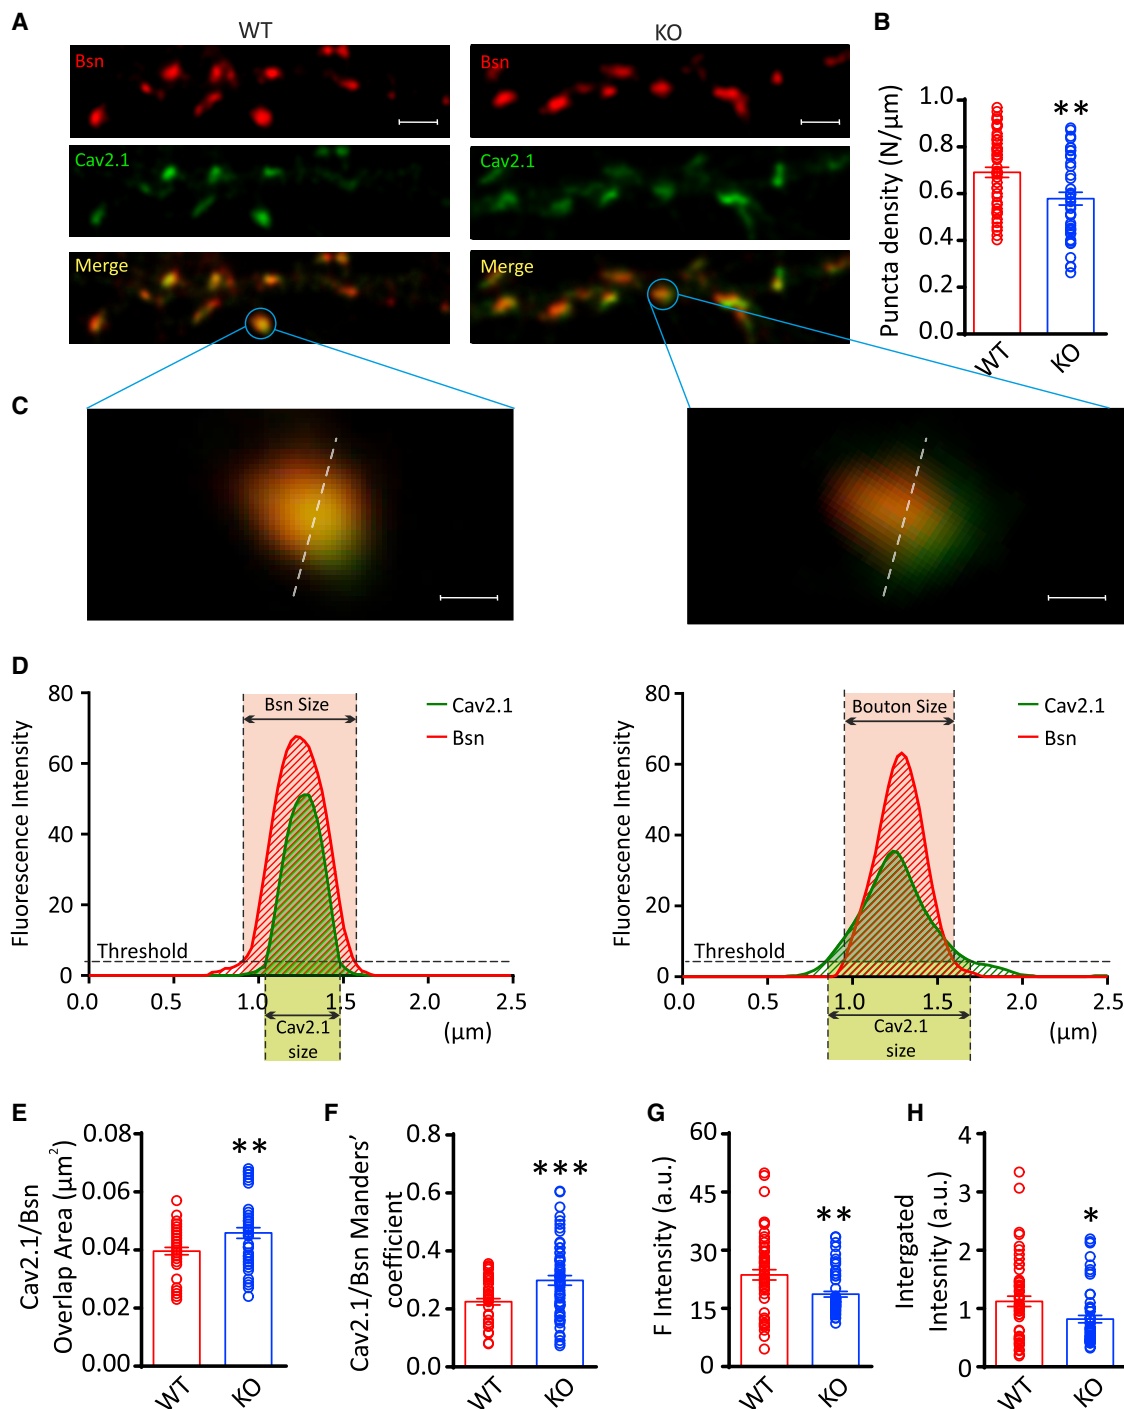 A
WT
KO
B
Bsn
Bsn
Cav2.1
Cav2.1
Merge
Merge
Puncta density (N/µm)
1.0
0.8
0.6
0.4
0.2
0.0
**
WT
KO
C
D
Fluorescence Intensity
80
60
40
20
0
Bsn Size
Cav2.1
Bsn
Threshold
0.0
0.5
1.0
1.5
2.0
2.5
(µm)
Cav2.1
size
Fluorescence Intensity
80
60
40
20
0
Bouton Size
Cav2.1
Bsn
Threshold
0.0
0.5
1.0
1.5
2.0
2.5
(µm)
Cav2.1
size
E
Cav2.1/Bsn
Overlap Area (µm²)
0.08
0.06
0.04
0.02
0.00
**
WT
KO
F
Cav2.1/Bsn Manders'
coefficient
0.8
0.6
0.4
0.2
0.0
***
WT
KO
G
F Intensity (a.u.)
60
45
30
15
0
**
WT
KO
H
Intergated
Intesnity (a.u.)
4
3
2
1
0
*
WT
KO